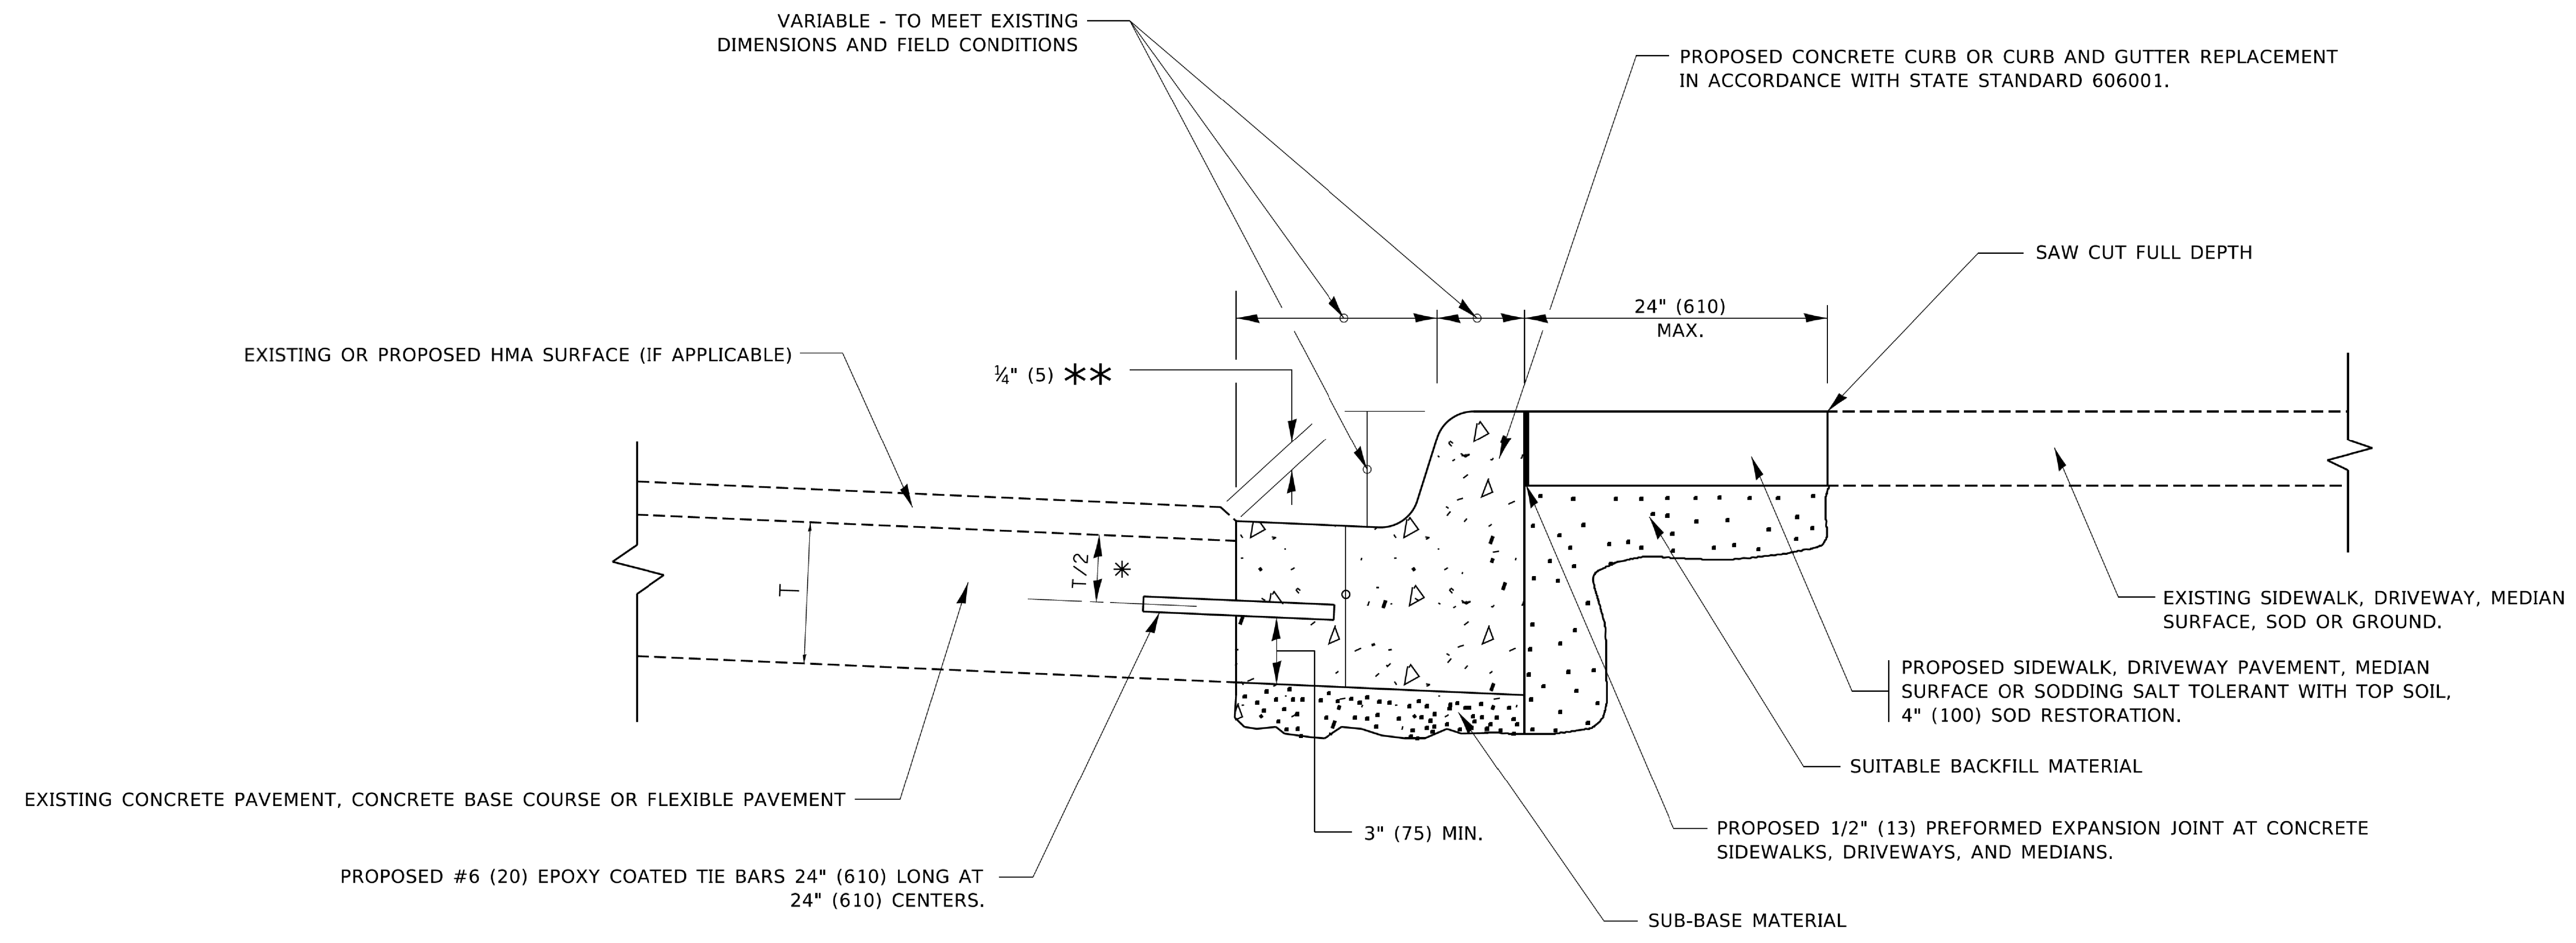 VARIABLE - TO MEET EXISTING
DIMENSIONS AND FIELD CONDITIONS
PROPOSED CONCRETE CURB OR CURB AND GUTTER REPLACEMENT
IN ACCORDANCE WITH STATE STANDARD 606001.
SAW CUT FULL DEPTH
24" (610)
MAX.
EXISTING OR PROPOSED HMA SURFACE (IF APPLICABLE)
¼" (5) **
T/2 *
T
EXISTING SIDEWALK, DRIVEWAY, MEDIAN
SURFACE, SOD OR GROUND.
PROPOSED SIDEWALK, DRIVEWAY PAVEMENT, MEDIAN
SURFACE OR SODDING SALT TOLERANT WITH TOP SOIL,
4" (100) SOD RESTORATION.
SUITABLE BACKFILL MATERIAL
EXISTING CONCRETE PAVEMENT, CONCRETE BASE COURSE OR FLEXIBLE PAVEMENT
3" (75) MIN.
PROPOSED 1/2" (13) PREFORMED EXPANSION JOINT AT CONCRETE
SIDEWALKS, DRIVEWAYS, AND MEDIANS.
PROPOSED #6 (20) EPOXY COATED TIE BARS 24" (610) LONG AT
24" (610) CENTERS.
SUB-BASE MATERIAL